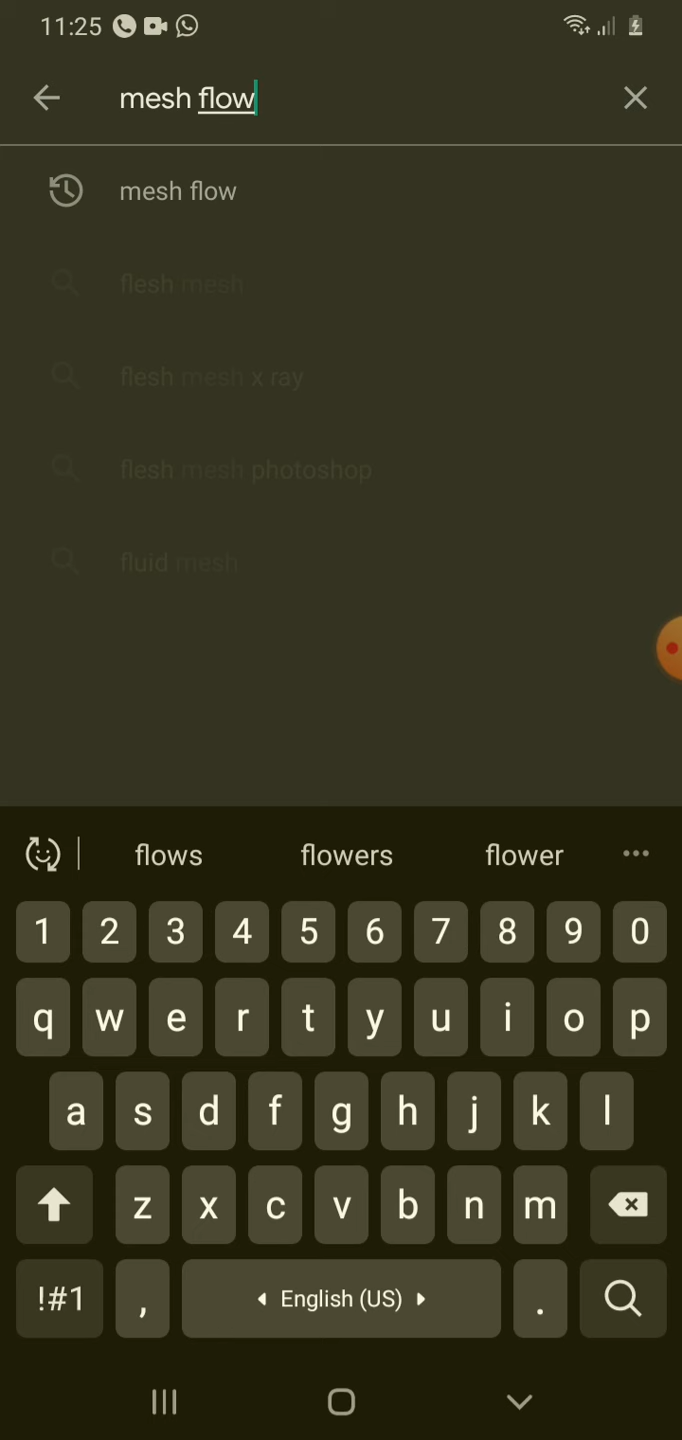 11:25
mesh flow
mesh flow
flesh mesh
flesh mesh x ray
flesh mesh photoshop
fluid mesh
flows flowers flower
1 2 3 4 5 6 7 8 9 0
q w e r t y u i o p
a s d f g h j k l
z x c v b n m
!#1 , English (US) .